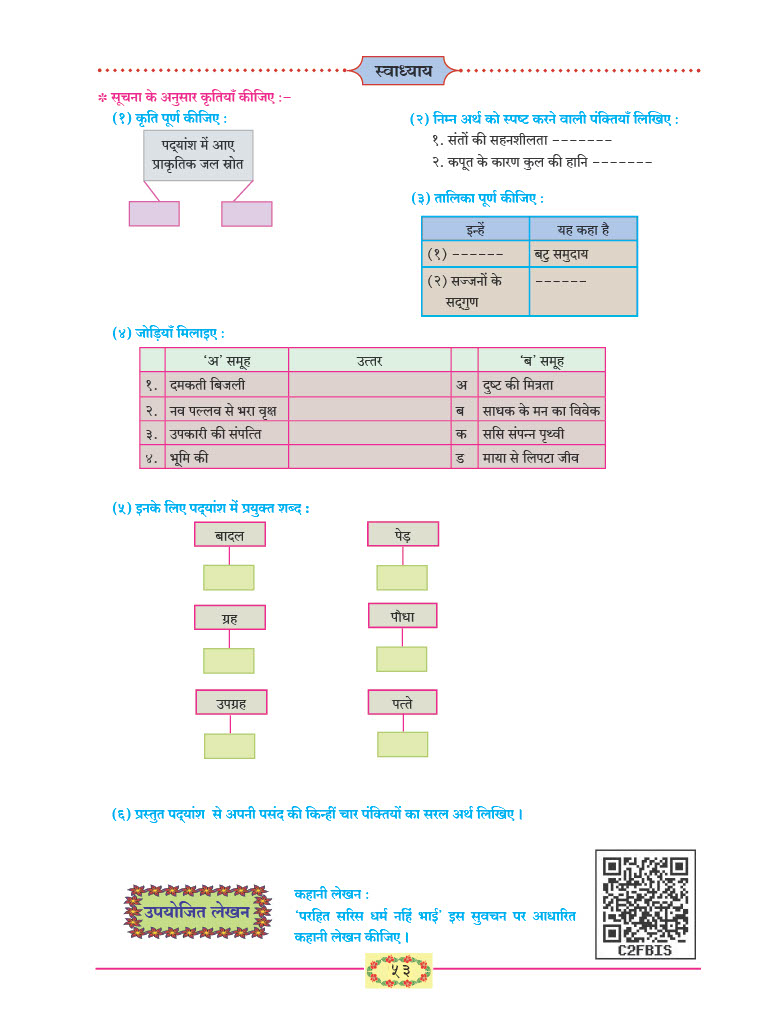 स्वाध्याय
* सूचना के अनुसार कृतियाँ कीजिए :–
(१) कृति पूर्ण कीजिए :
पद्यांश में आए
प्राकृतिक जल स्रोत
(२) निम्न अर्थ को स्पष्ट करने वाली पंक्तियाँ लिखिए :
१. संतों की सहनशीलता –––––––
२. कपूत के कारण कुल की हानि –––––––
(३) तालिका पूर्ण कीजिए :
इन्हें यह कहा है
(१) –––––– बटु समुदाय
(२) सज्जनों के ––––––
सद्गुण
(४) जोड़ियाँ मिलाइए :
‘अ’ समूह उत्तर ‘ब’ समूह
१. दमकती बिजली अ दुष्ट की मित्रता
२. नव पल्लव से भरा वृक्ष ब साधक के मन का विवेक
३. उपकारी की संपत्ति क ससि संपन्न पृथ्वी
४. भूमि की ड माया से लिपटा जीव
(५) इनके लिए पद्यांश में प्रयुक्त शब्द :
बादल पेड़
ग्रह पौधा
उपग्रह पत्ते
(६) प्रस्तुत पद्यांश से अपनी पसंद की किन्हीं चार पंक्तियों का सरल अर्थ लिखिए ।
उपयोजित लेखन
कहानी लेखन :
‘परहित सरिस धर्म नहिं भाई’ इस सुवचन पर आधारित
कहानी लेखन कीजिए ।
C2FBIS
५३